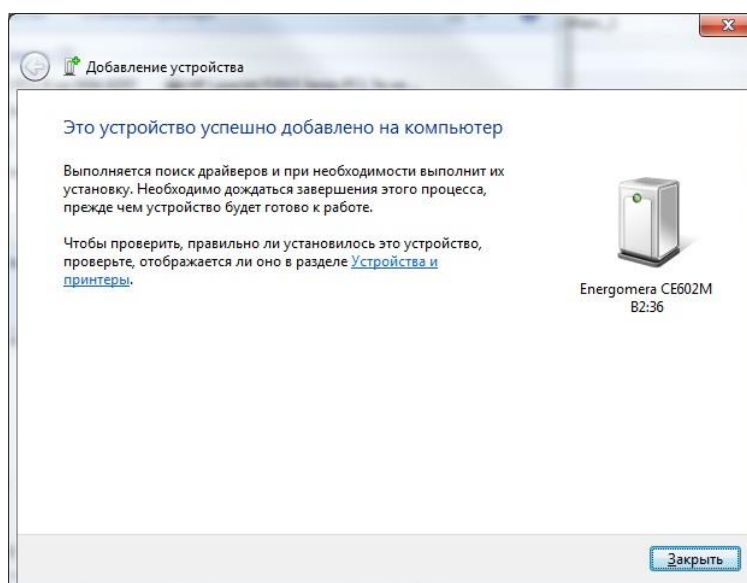 Добавление устройства
Это устройство успешно добавлено на компьютер
Выполняется поиск драйверов и при необходимости выполнит их
установку. Необходимо дождаться завершения этого процесса,
прежде чем устройство будет готово к работе.
Чтобы проверить, правильно ли установилось это устройство,
проверьте, отображается ли оно в разделе Устройства и
принтеры.
Energomera CE602M
B2:36
Закрыть